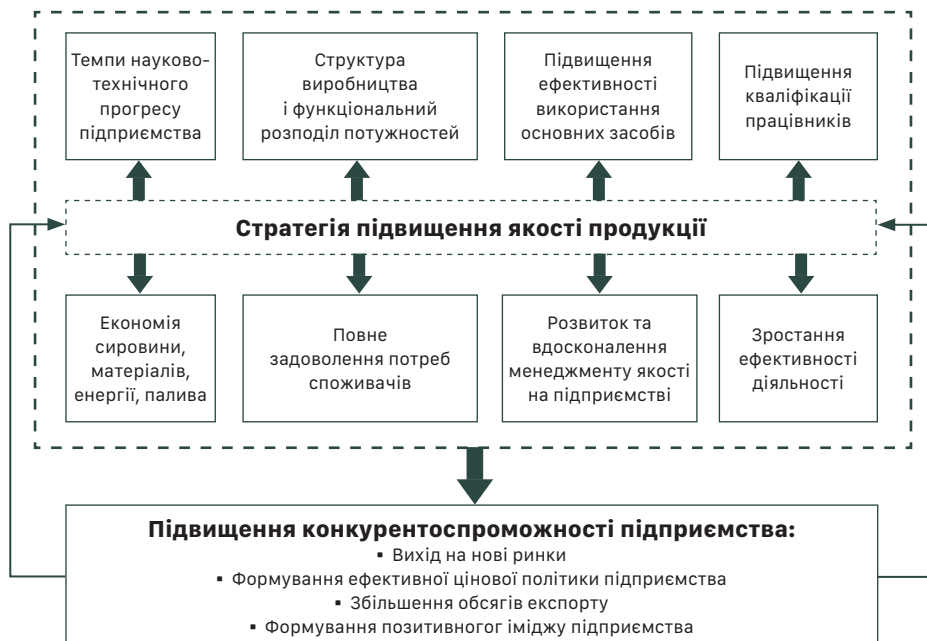 Темпи науково-
технічного
прогресу
підприємства
Структура
виробництва
і функціональний
розподіл потужностей
Підвищення
ефективності
використання
основних засобів
Підвищення
кваліфікації
працівників
Стратегія підвищення якості продукції
Економія
сировини,
матеріалів,
енергії, палива
Повне
задоволення потреб
споживачів
Розвиток та
вдосконалення
менеджменту якості
на підприємстві
Зростання
ефективності
діяльності
Підвищення конкурентоспроможності підприємства:
▪ Вихід на нові ринки
▪ Формування ефективної цінової політики підприємства
▪ Збільшення обсягів експорту
▪ Формування позитивногог іміджу підприємства